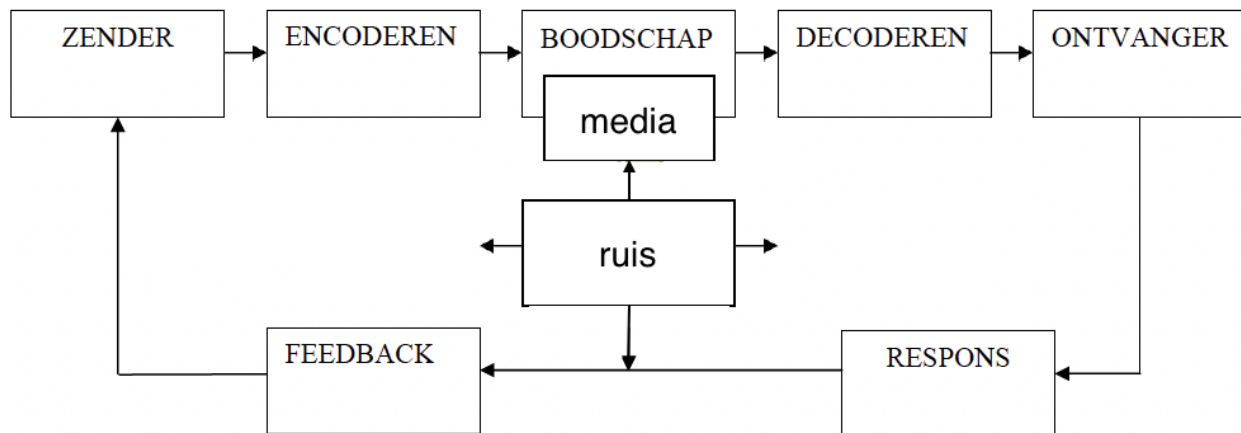 ZENDER
ENCODEREN
BOODSCHAP
DECODEREN
ONTVANGER
media
ruis
FEEDBACK
RESPONS